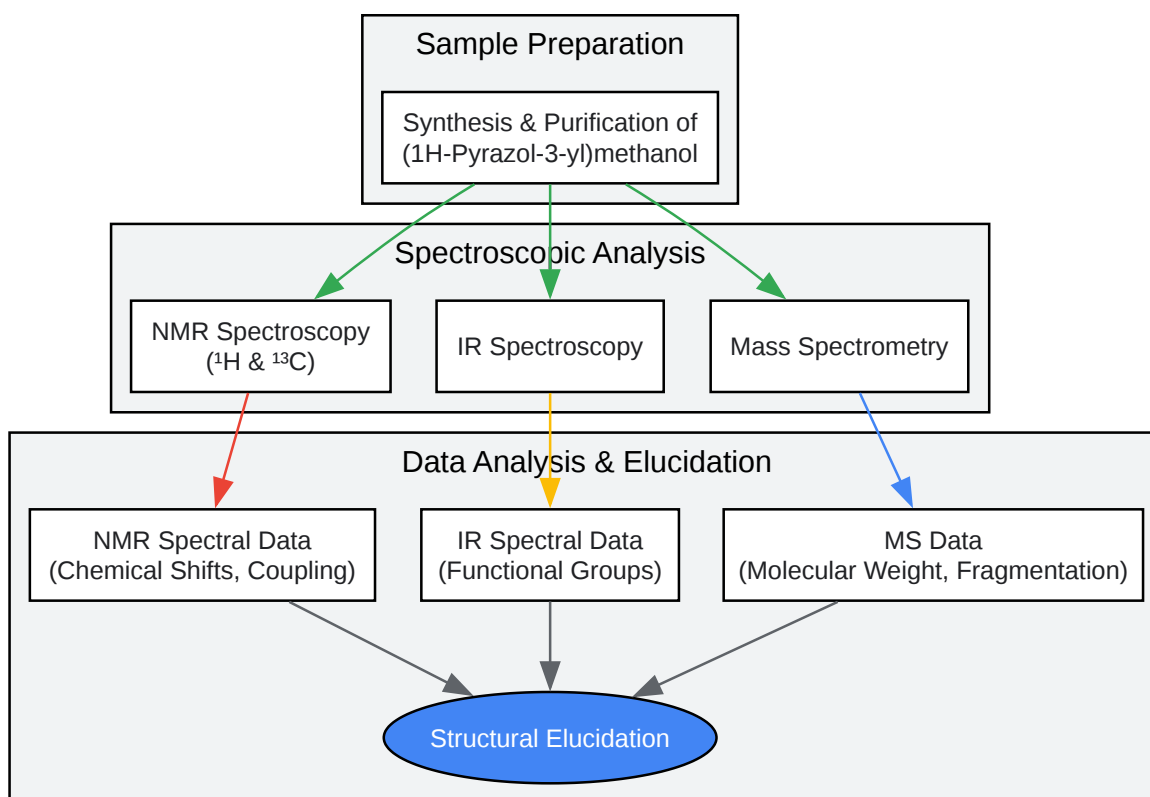 Sample Preparation
Synthesis & Purification of
(1H-Pyrazol-3-yl)methanol
Spectroscopic Analysis
NMR Spectroscopy
(¹H & ¹³C)
IR Spectroscopy
Mass Spectrometry
Data Analysis & Elucidation
NMR Spectral Data
(Chemical Shifts, Coupling)
IR Spectral Data
(Functional Groups)
MS Data
(Molecular Weight, Fragmentation)
Structural Elucidation